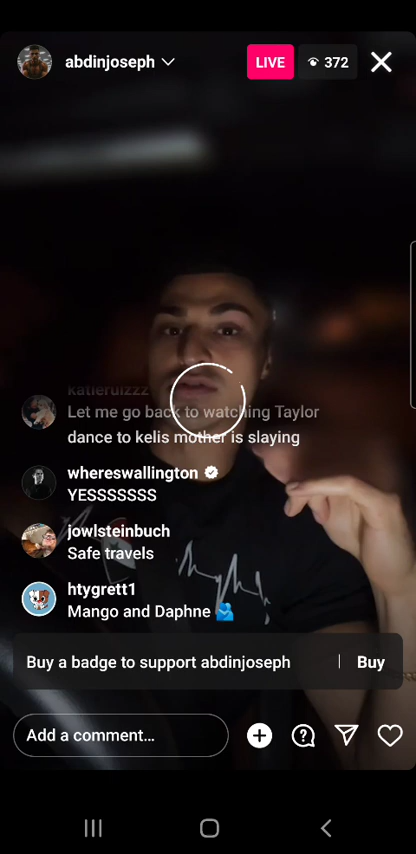 abdinjoseph
LIVE
372
katieruizzz
Let me go back to watching Taylor
dance to kelis mother is slaying
whereswallington
YESSSSSSS
jowlsteinbuch
Safe travels
htygrett1
Mango and Daphne 🫂
Buy a badge to support abdinjoseph | Buy
Add a comment...